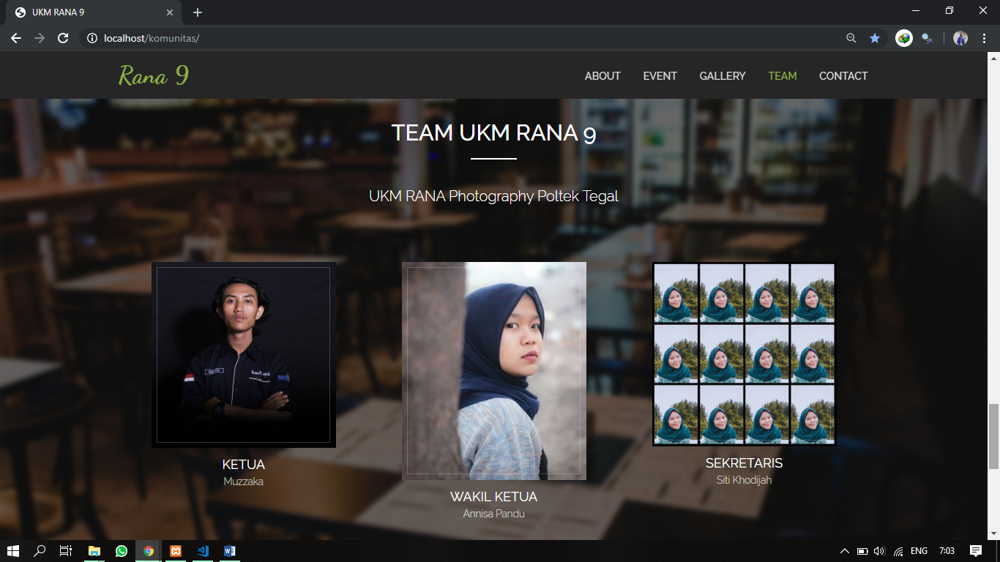 UKM RANA 9
localhost/komunitas/
Rana 9
ABOUT EVENT GALLERY TEAM CONTACT
TEAM UKM RANA 9
UKM RANA Photography Poltek Tegal
KETUA
Muzzaka
WAKIL KETUA
Annisa Pandu
SEKRETARIS
Siti Khodijah
ENG 7:03